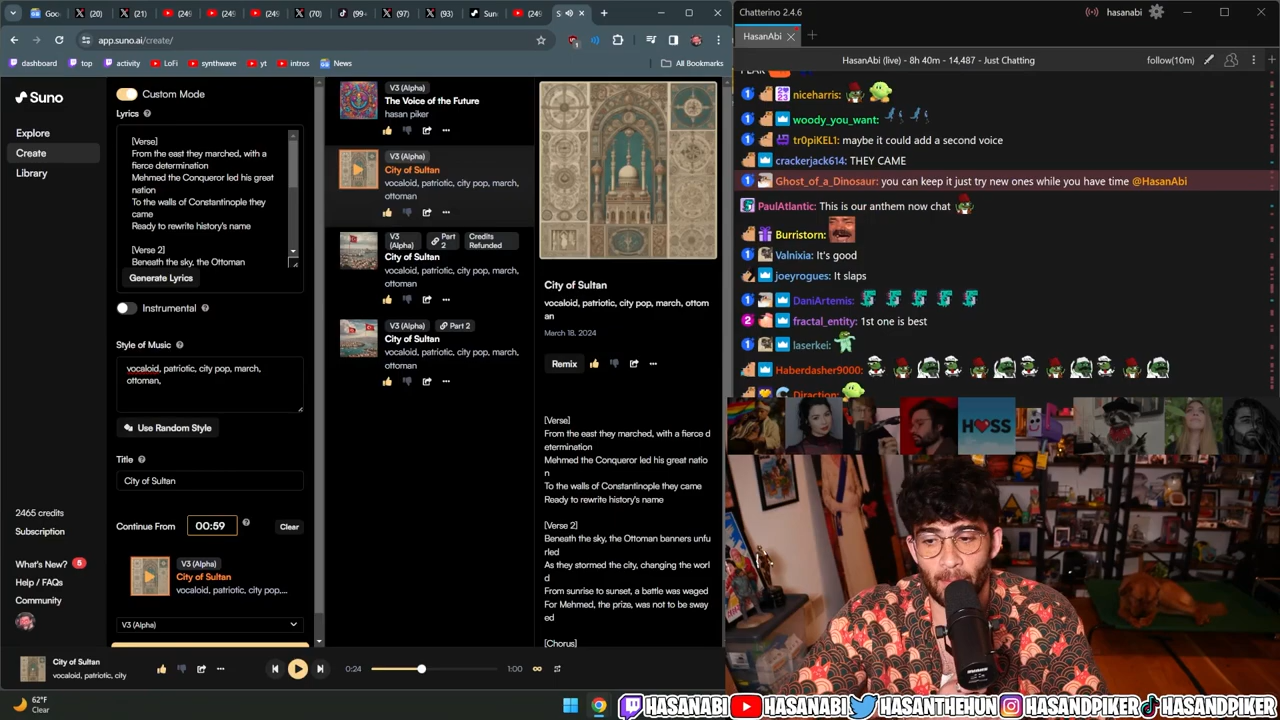 Goo
(20)
(21)
(249
(249
(249
(70)
(99+
(97)
(93)
Sun
(249
S
app.suno.ai/create/
dashboard
top
activity
LoFi
synthwave
yt
intros
News
All Bookmarks
Suno
Explore
Create
Library
2465 credits
Subscription
What's New?
5
Help / FAQs
Community
Custom Mode
Lyrics
[Verse]
From the east they marched, with a
fierce determination
Mehmed the Conqueror led his great
nation
To the walls of Constantinople they
came
Ready to rewrite history's name
[Verse 2]
Beneath the sky, the Ottoman
Generate Lyrics
Instrumental
Style of Music
vocaloid, patriotic, city pop, march,
ottoman,
Use Random Style
Title
City of Sultan
Continue From
00:59
Clear
V3 (Alpha)
City of Sultan
vocaloid, patriotic, city pop,...
V3 (Alpha)
V3 (Alpha)
The Voice of the Future
hasan piker
V3 (Alpha)
City of Sultan
vocaloid, patriotic, city pop, march,
ottoman
V3
(Alpha)
Part
2
Credits
Refunded
City of Sultan
vocaloid, patriotic, city pop, march,
ottoman
V3 (Alpha)
Part 2
City of Sultan
vocaloid, patriotic, city pop, march,
ottoman
City of Sultan
vocaloid, patriotic, city pop, march, ottom
an
March 18, 2024
Remix
[Verse]
From the east they marched, with a fierce d
etermination
Mehmed the Conqueror led his great natio
n
To the walls of Constantinople they came
Ready to rewrite history's name
[Verse 2]
Beneath the sky, the Ottoman banners unfu
rled
As they stormed the city, changing the worl
d
From sunrise to sunset, a battle was waged
For Mehmed, the prize, was not to be sway
ed
[Chorus]
City of Sultan
vocaloid, patriotic, city
0:24
1:00
62°F
Clear
Chatterino 2.4.6
hasanabi
HasanAbi
HasanAbi (live) - 8h 40m - 14,487 - Just Chatting
follow(10m)
FEAR
niceharris:
woody_you_want:
tr0piKEL1: maybe it could add a second voice
crackerjack614: THEY CAME
Ghost_of_a_Dinosaur: you can keep it just try new ones while you have time @HasanAbi
PaulAtlantic: This is our anthem now chat
Burristorn:
Valnixia: It's good
joeyrogues: It slaps
DaniArtemis:
fractal_entity: 1st one is best
laserkei:
Haberdasher9000:
Diraction:
HOSS
HASANABI
HASANABI
HASANTHEHUN
HASANDPIKER
HASANDPIKER